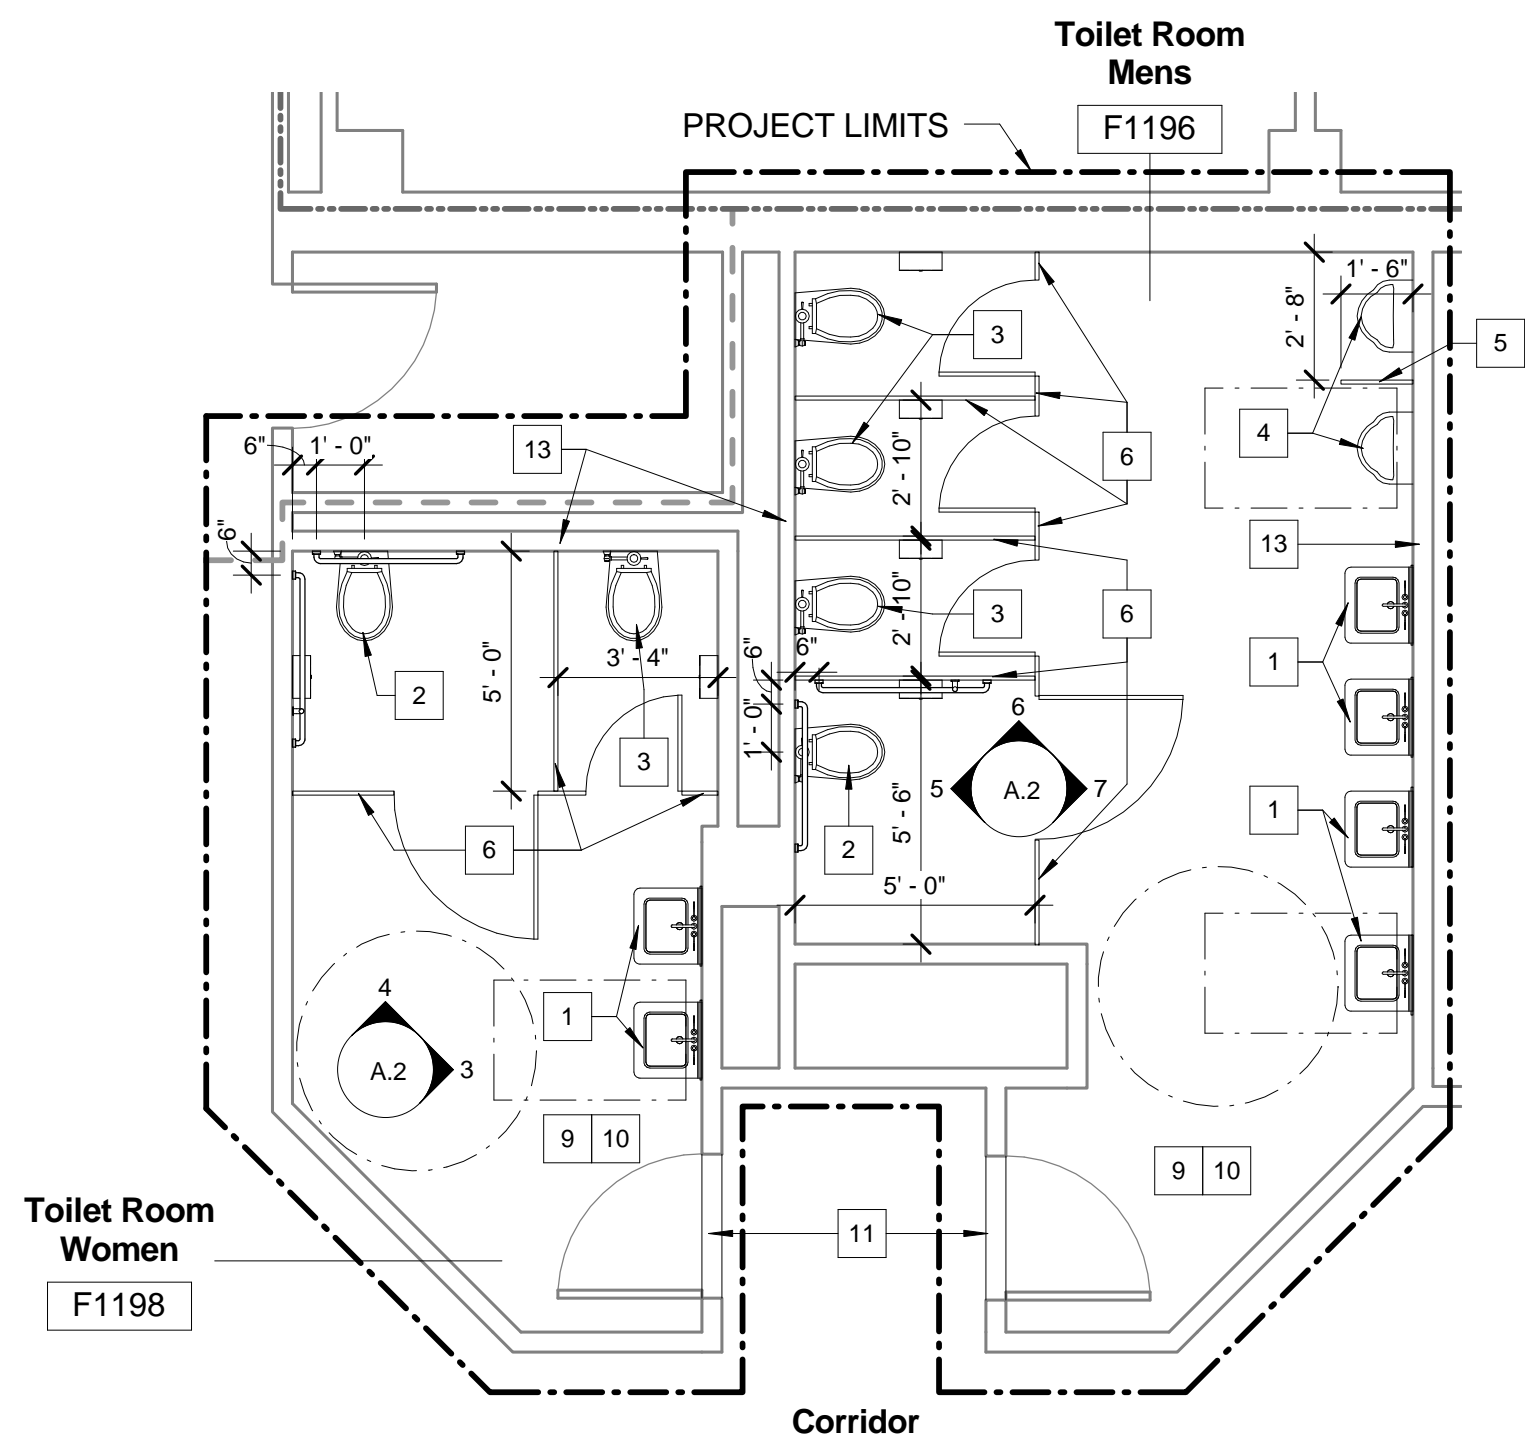 Toilet Room
Mens
F1196
PROJECT LIMITS
1' - 6"
2' - 8"
3
5
4
6
6"
1' - 0"
13
2' - 10"
6"
13
3
6
2' - 10"
1
5' - 0"
3' - 4"
6"
6"
2
1' - 0"
3
6
5
A.2
7
1
5' - 6"
2
6
5' - 0"
4
A.2
3
1
9
10
9
10
Toilet Room
Women
F1198
11
Corridor